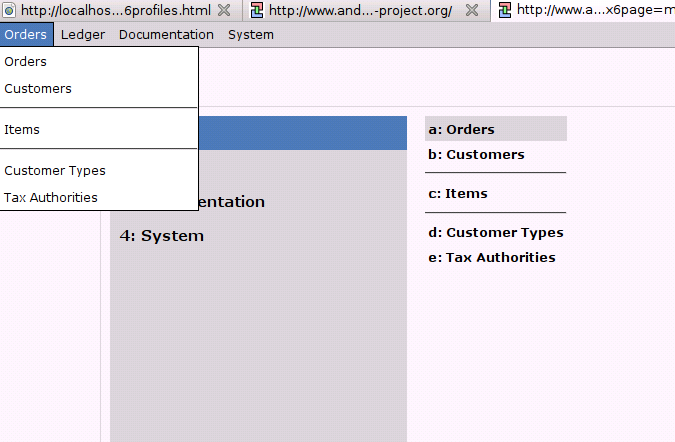 http://localhos...6profiles.html
http://www.and...-project.org/
http://www.a...x6page=m
Orders Ledger Documentation System
Orders
Customers
Items
Customer Types
Tax Authorities
entation
4: System
a: Orders
b: Customers
c: Items
d: Customer Types
e: Tax Authorities